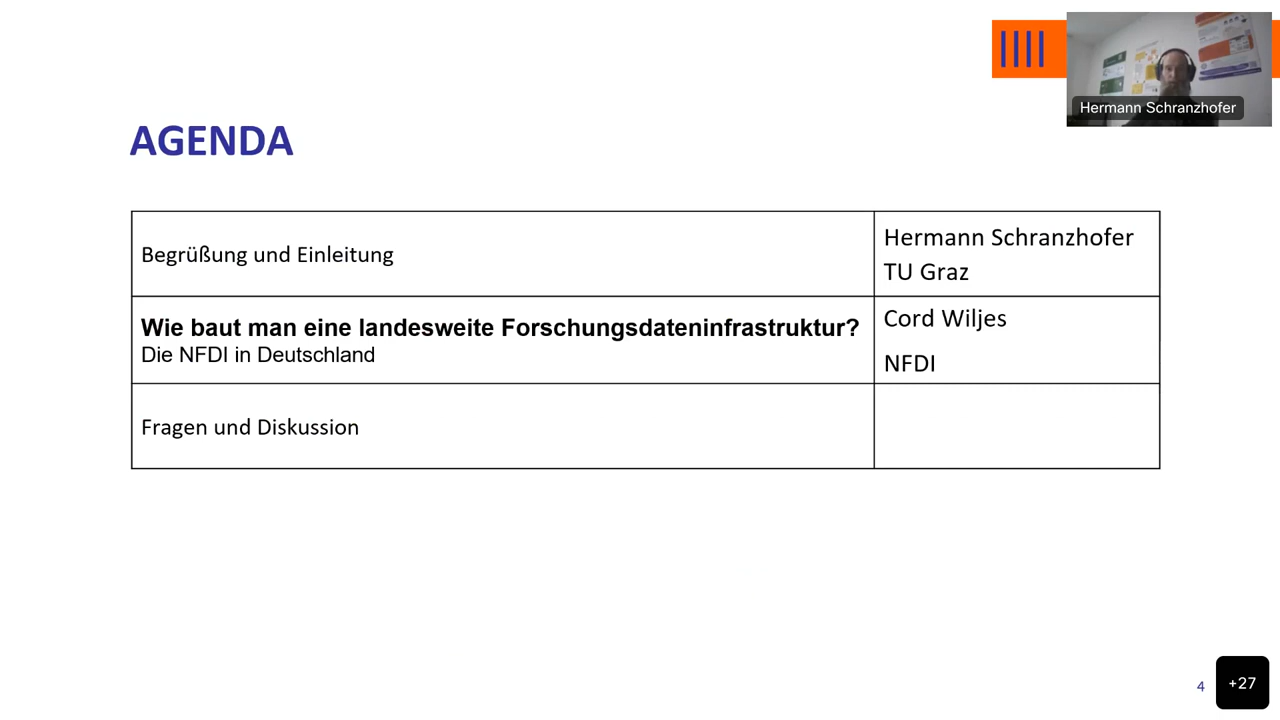 Hermann Schranzhofer
AGENDA
Begrüßung und Einleitung
Hermann Schranzhofer
TU Graz
Wie baut man eine landesweite Forschungsdateninfrastruktur?
Die NFDI in Deutschland
Cord Wiljes
NFDI
Fragen und Diskussion
4
+27